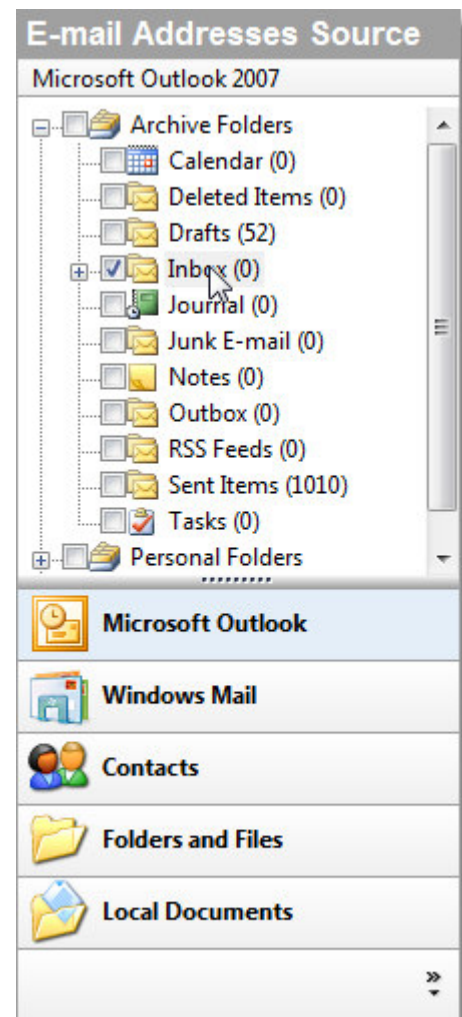 E-mail Addresses Source
Microsoft Outlook 2007
Archive Folders
Calendar (0)
Deleted Items (0)
Drafts (52)
Inbox (0)
Journal (0)
Junk E-mail (0)
Notes (0)
Outbox (0)
RSS Feeds (0)
Sent Items (1010)
Tasks (0)
Personal Folders
Microsoft Outlook
Windows Mail
Contacts
Folders and Files
Local Documents